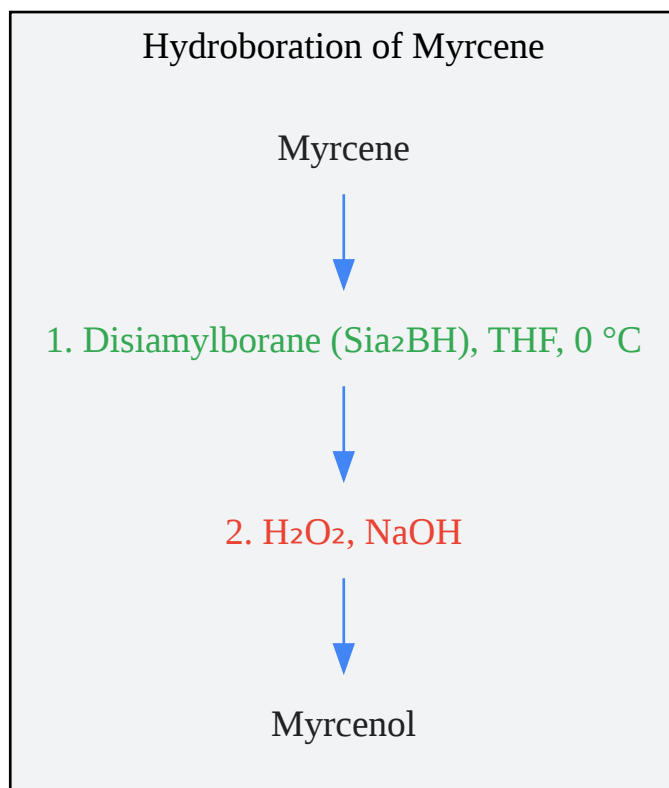 Hydroboration of Myrcene
Myrcene
1. Disiamylborane (Sia₂BH), THF, 0 °C
2. H₂O₂, NaOH
Myrcenol